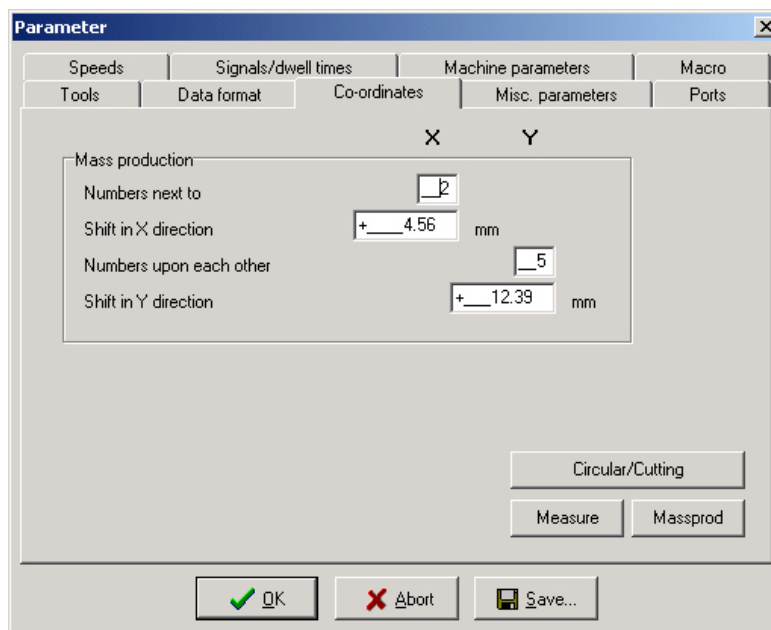 Parameter
Speeds Signals/dwell times Machine parameters Macro
Tools Data format Co-ordinates Misc. parameters Ports
X Y
Mass production
Numbers next to __2
Shift in X direction +____4.56 mm
Numbers upon each other __5
Shift in Y direction +___12.39 mm
Circular/Cutting
Measure Massprod
OK Abort Save...